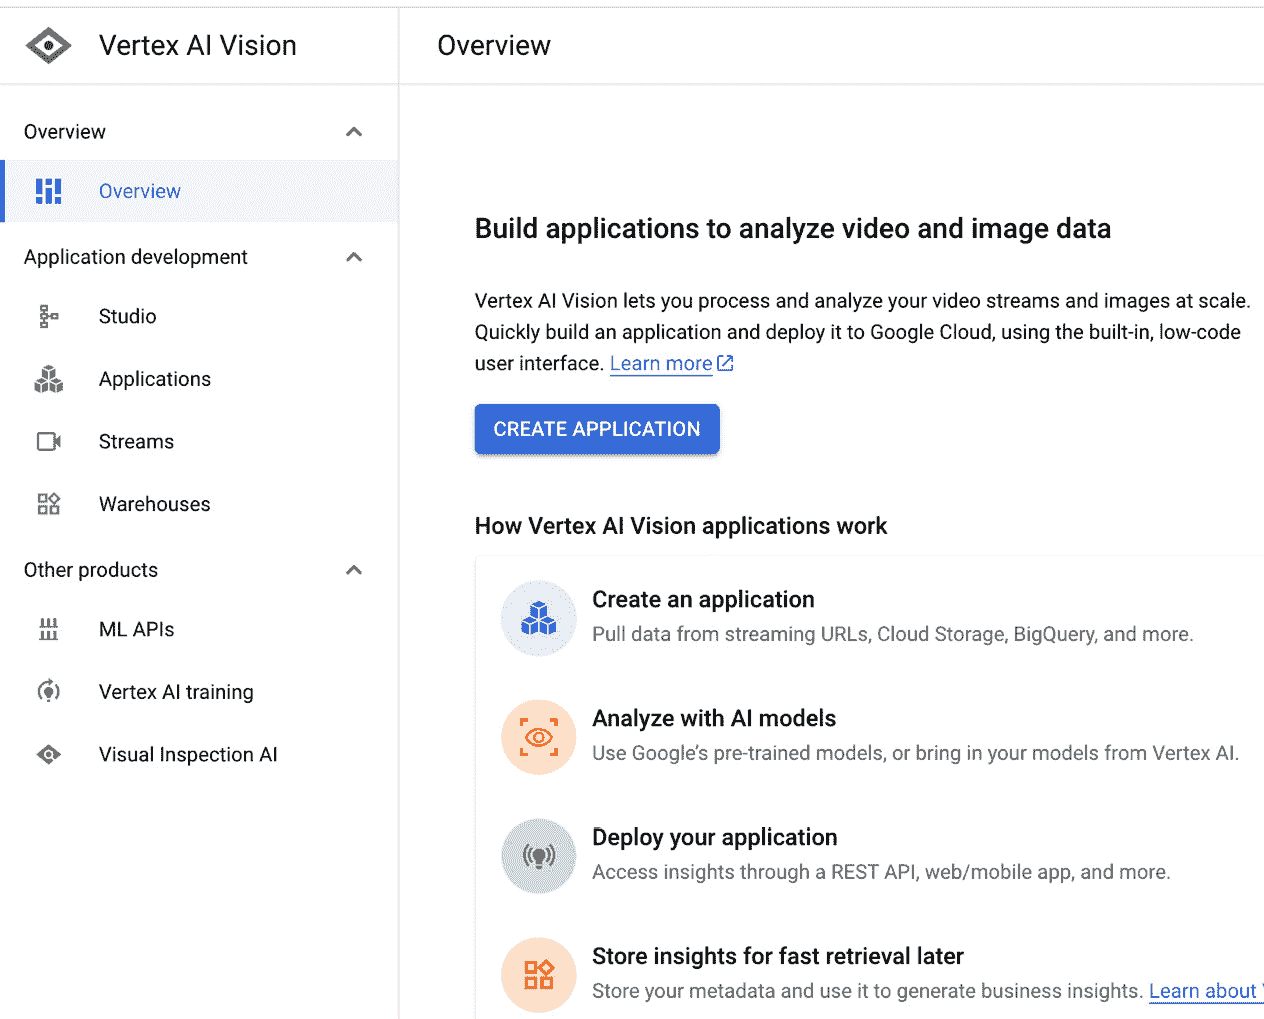 Vertex AI Vision
Overview
Overview
Overview
Application development
Studio
Applications
Streams
Warehouses
Other products
ML APIs
Vertex AI training
Visual Inspection AI
Build applications to analyze video and image data
Vertex AI Vision lets you process and analyze your video streams and images at scale.
Quickly build an application and deploy it to Google Cloud, using the built-in, low-code
user interface. Learn more
CREATE APPLICATION
How Vertex AI Vision applications work
Create an application
Pull data from streaming URLs, Cloud Storage, BigQuery, and more.
Analyze with AI models
Use Google’s pre-trained models, or bring in your models from Vertex AI.
Deploy your application
Access insights through a REST API, web/mobile app, and more.
Store insights for fast retrieval later
Store your metadata and use it to generate business insights. Learn about